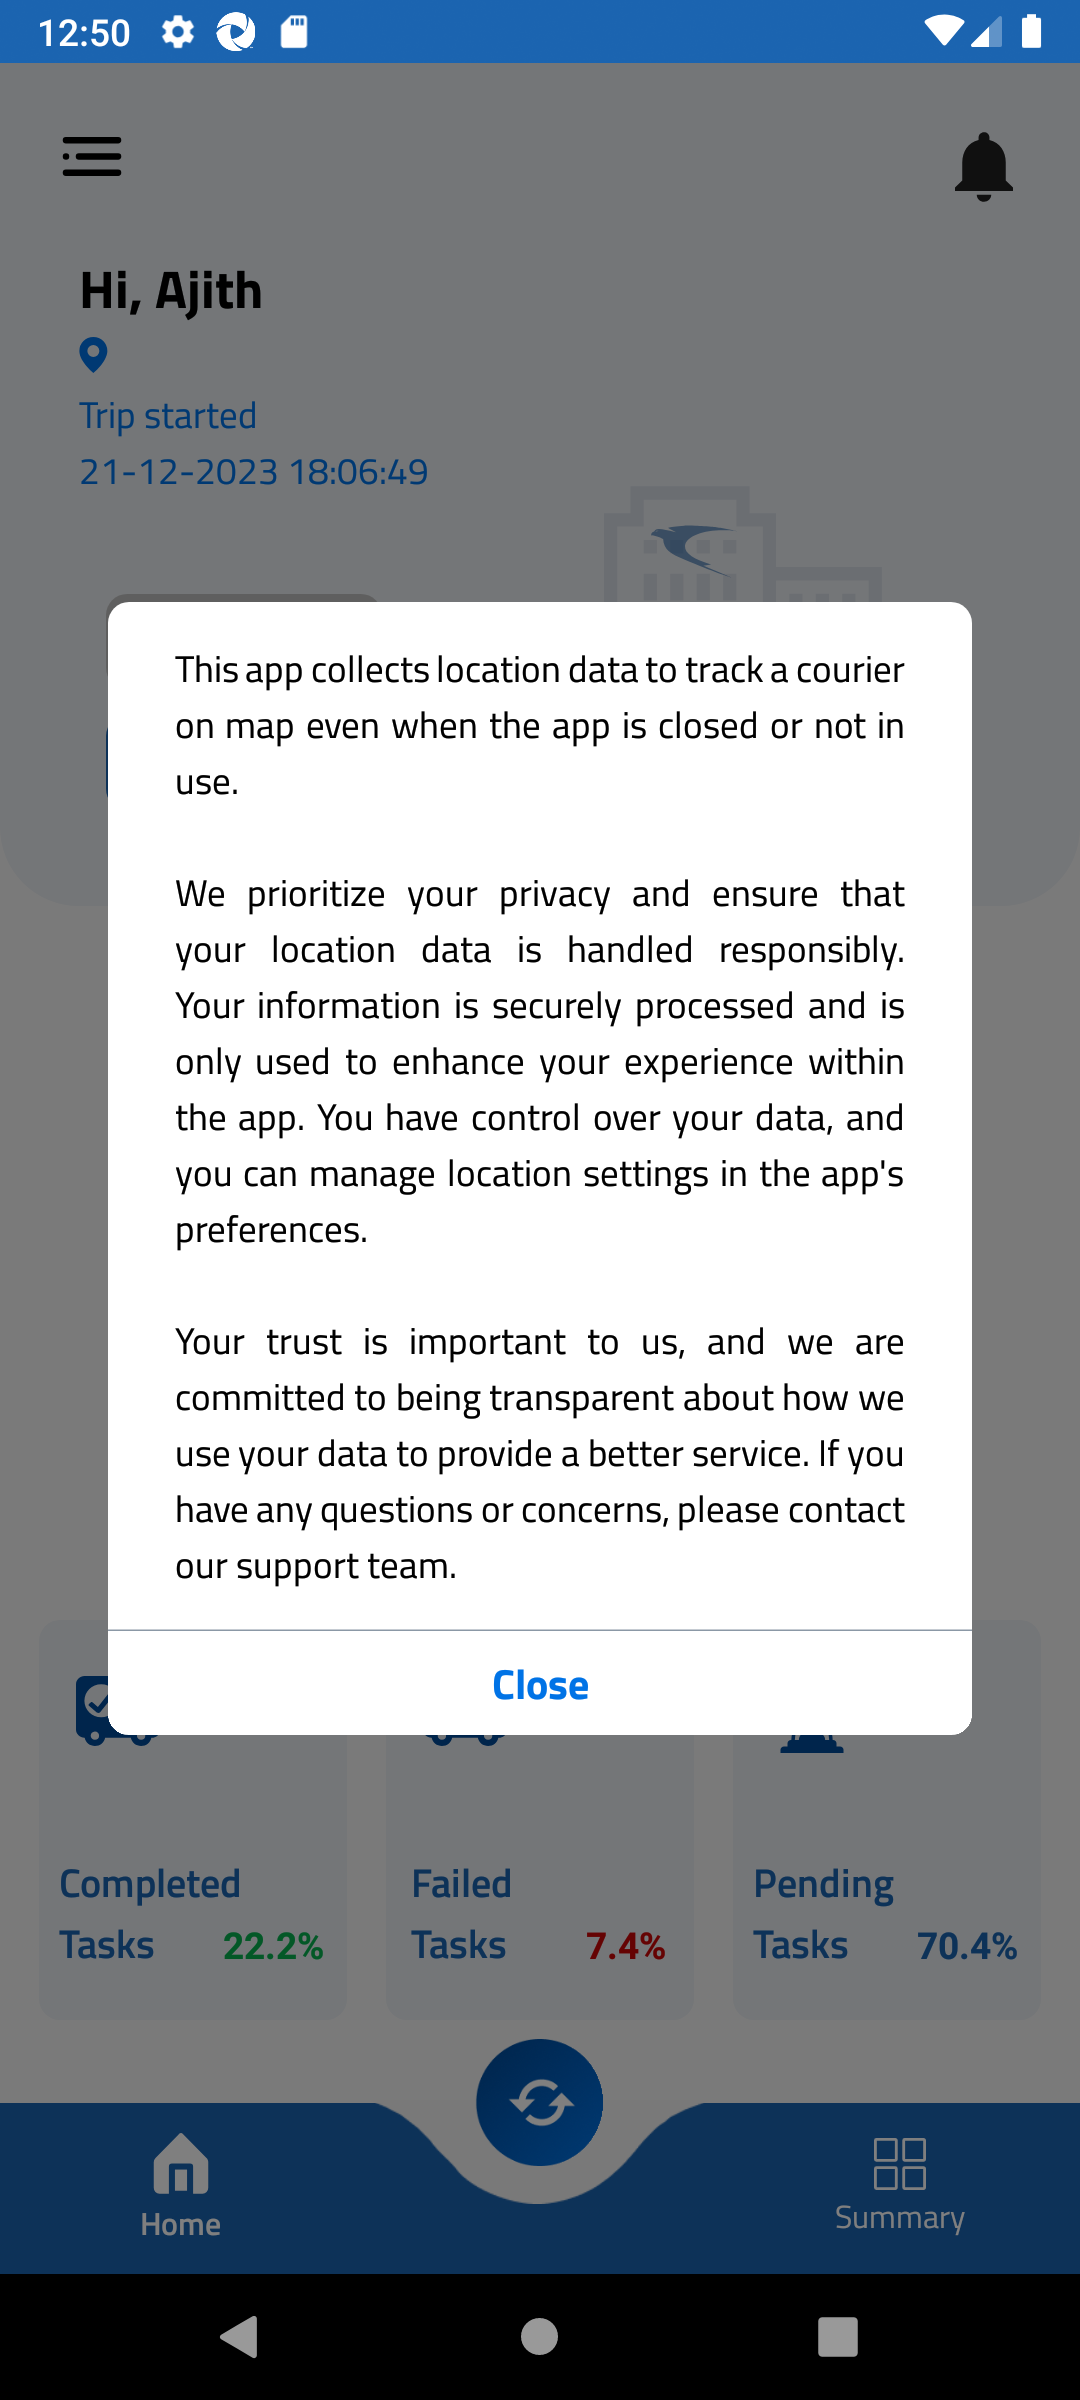 12:50
Hi, Ajith
Trip started
21-12-2023 18:06:49
This app collects location data to track a courier
on map even when the app is closed or not in
use.
We prioritize your privacy and ensure that
your location data is handled responsibly.
Your information is securely processed and is
only used to enhance your experience within
the app. You have control over your data, and
you can manage location settings in the app's
preferences.
Your trust is important to us, and we are
committed to being transparent about how we
use your data to provide a better service. If you
have any questions or concerns, please contact
our support team.
Close
Completed
Tasks 22.2%
Failed
Tasks 7.4%
Pending
Tasks 70.4%
Home
Summary